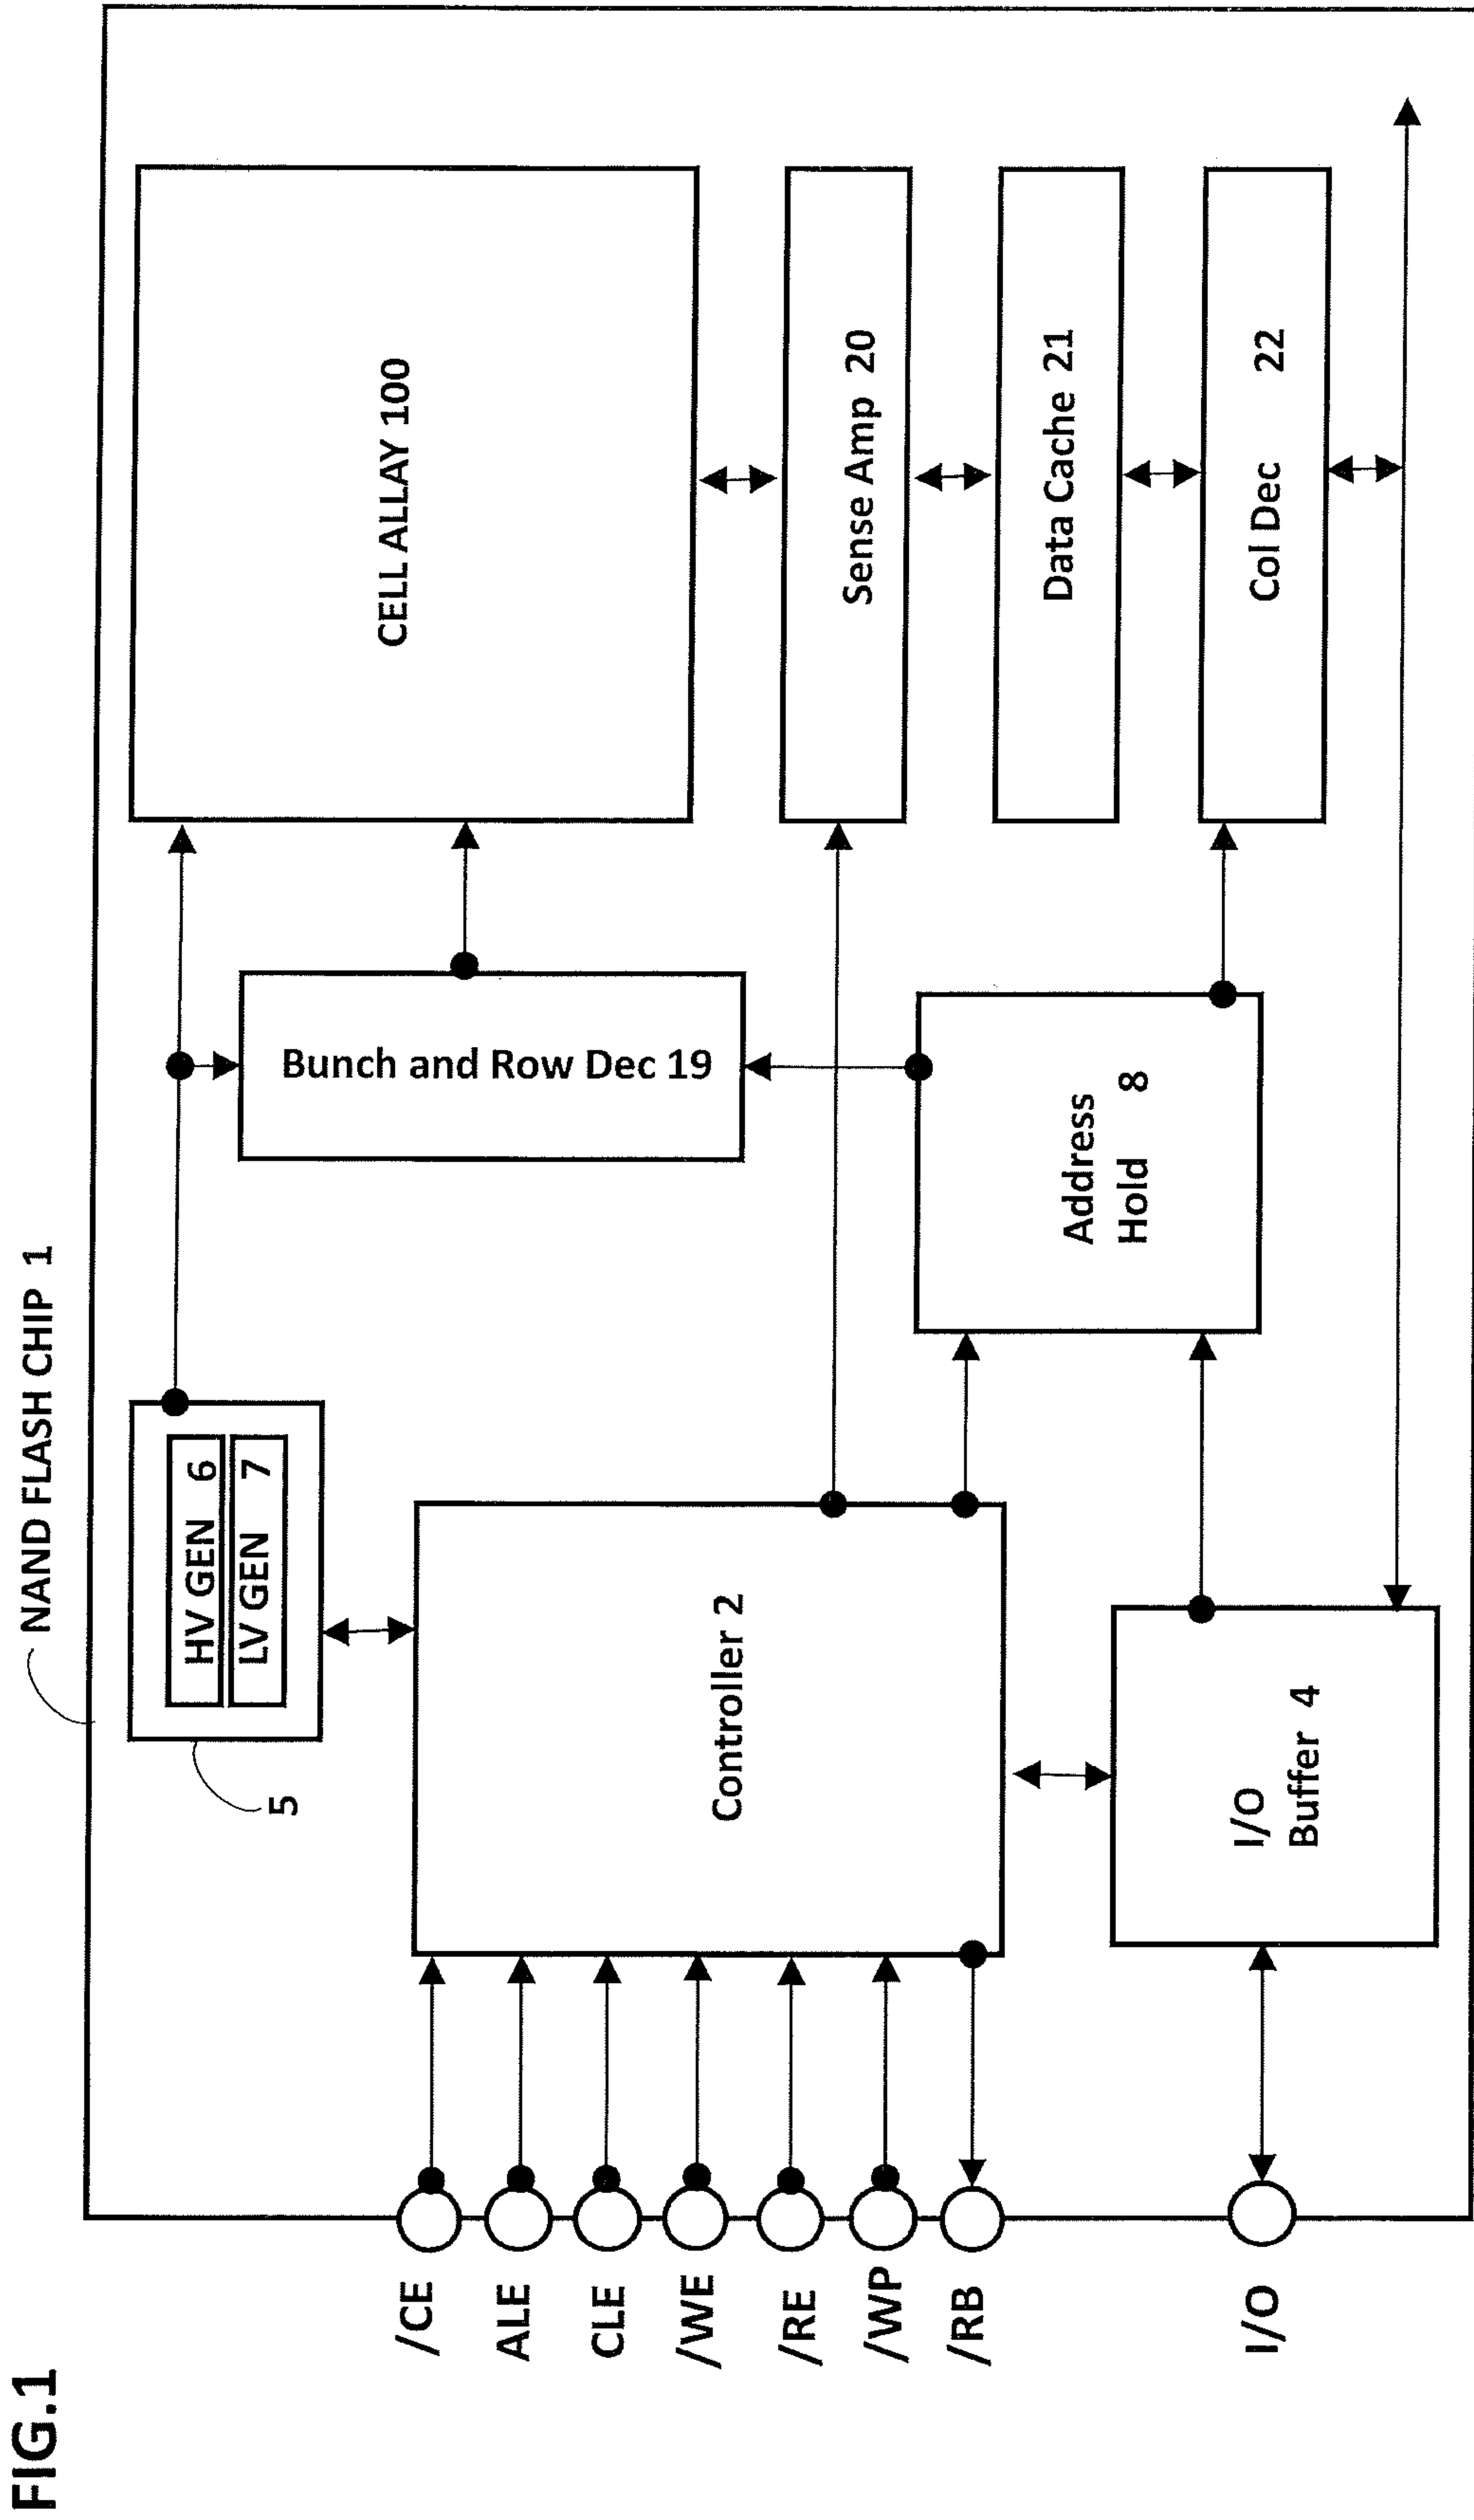 FIG.1
NAND FLASH CHIP 1
HV GEN 6
LV GEN 7
5
CELL ALLAY 100
Bunch and Row Dec 19
Controller 2
Sense Amp 20
Address
Hold 8
Data Cache 21
Col Dec 22
I/O
Buffer 4
/CE
ALE
CLE
/WE
/RE
/WP
/RB
I/O